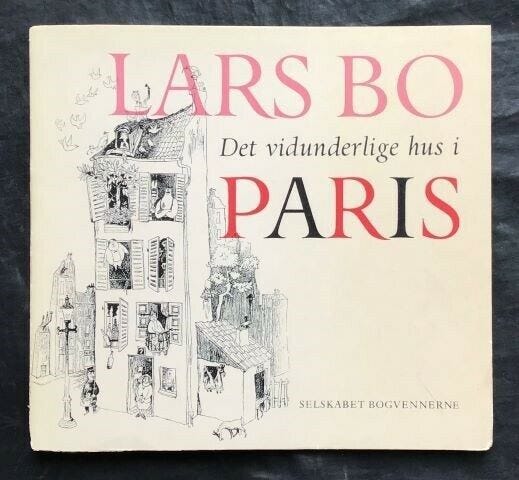 LARS BO
Det vidunderlige hus i
PARIS
SELSKABET BOGVENNERNE